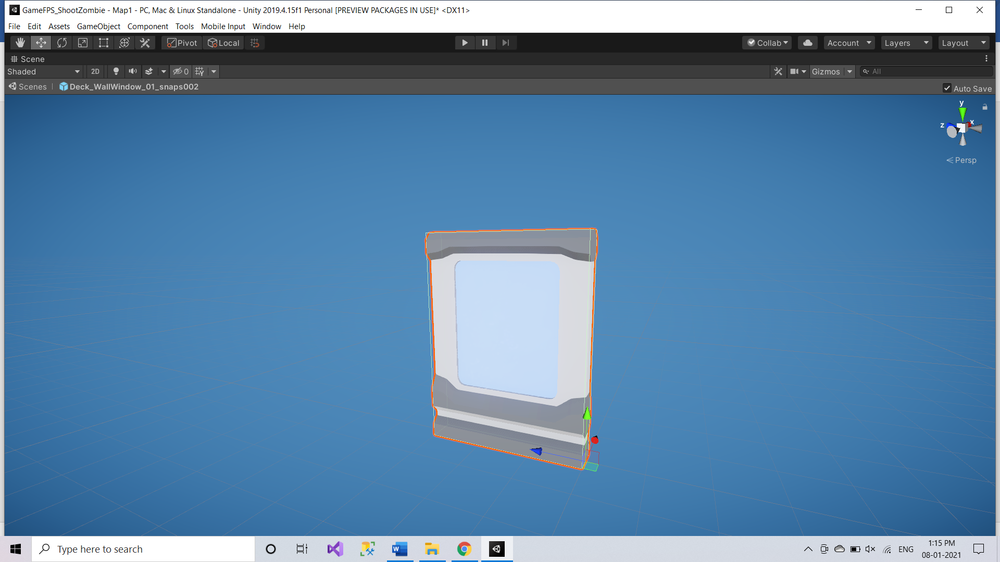 GameFPS_ShootZombie - Map1 - PC, Mac & Linux Standalone - Unity 2019.4.15f1 Personal [PREVIEW PACKAGES IN USE]* <DX11>
File Edit Assets GameObject Component Tools Mobile Input Window Help
Pivot Local Collab Account Layers Layout
Scene
Shaded 2D 0 Gizmos All
Scenes Deck_WallWindow_01_snaps002 Auto Save
y
z x
Persp
Type here to search
W
ENG
1:15 PM
08-01-2021